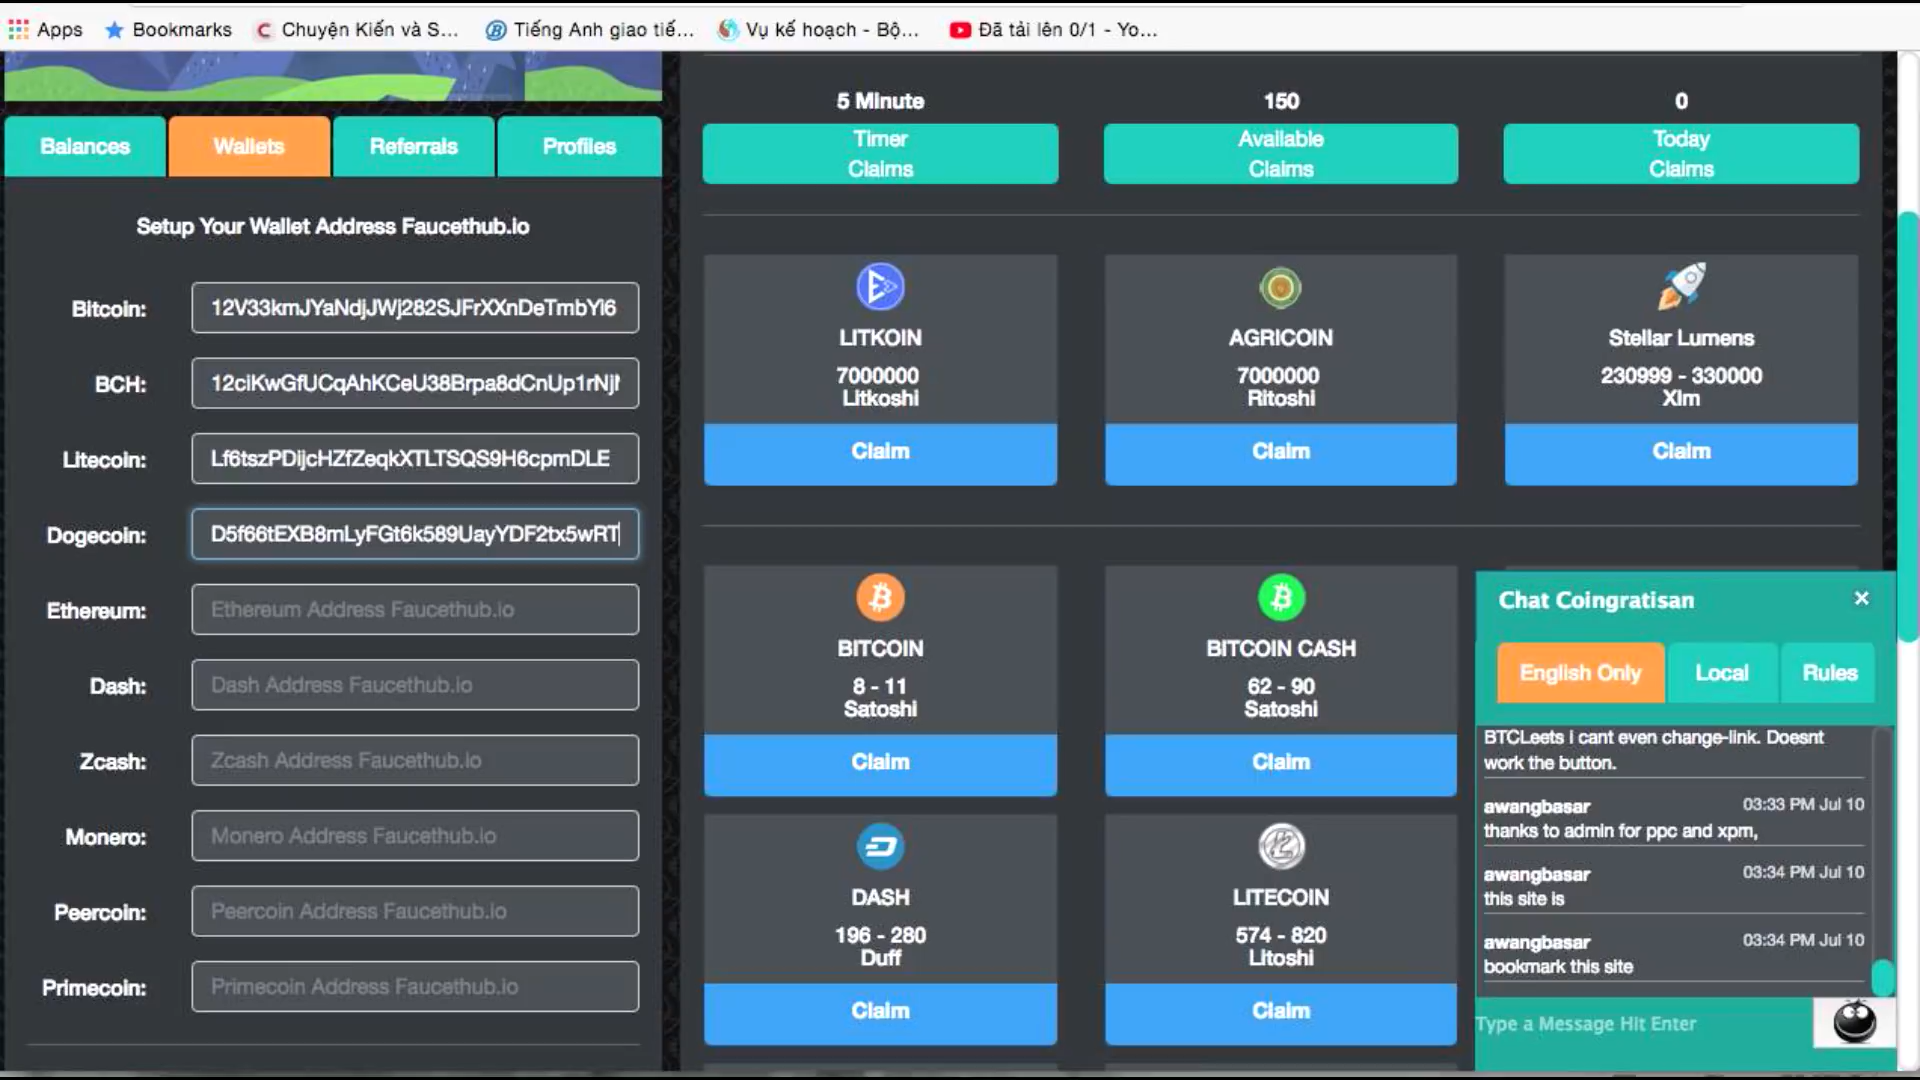 Apps
Bookmarks
Chuyện Kiến và S...
Tiếng Anh giao tiế...
Vụ kế hoạch - Bộ...
Đã tải lên 0/1 - Yo...
Balances
Wallets
Referrals
Profiles
Setup Your Wallet Address Faucethub.io
Bitcoin:
12V33kmJYaNdjJWj282SJFrXXnDeTmbYi6
BCH:
12ciKwGfUCqAhKCeU38Brpa8dCnUp1rNj
Litecoin:
Lf6tszPDijcHZfZeqkXTLTSQS9H6cpmDLE
Dogecoin:
D5f66tEXB8mLyFGt6k589UayYDF2tx5wRT
Ethereum:
Ethereum Address Faucethub.io
Dash:
Dash Address Faucethub.io
Zcash:
Zcash Address Faucethub.io
Monero:
Monero Address Faucethub.io
Peercoin:
Peercoin Address Faucethub.io
Primecoin:
Primecoin Address Faucethub.io
5 Minute
Timer
Claims
150
Available
Claims
0
Today
Claims
LITKOIN
7000000
Litkoshi
Claim
AGRICOIN
7000000
Ritoshi
Claim
Stellar Lumens
230999 - 330000
Xlm
Claim
BITCOIN
8 - 11
Satoshi
Claim
BITCOIN CASH
62 - 90
Satoshi
Claim
DASH
196 - 280
Duff
Claim
LITECOIN
574 - 820
Litoshi
Claim
Chat Coingratisan
×
English Only
Local
Rules
BTCLeets i cant even change-link. Doesnt
work the button.
awangbasar 03:33 PM Jul 10
thanks to admin for ppc and xpm,
awangbasar 03:34 PM Jul 10
this site is
awangbasar 03:34 PM Jul 10
bookmark this site
Type a Message Hit Enter